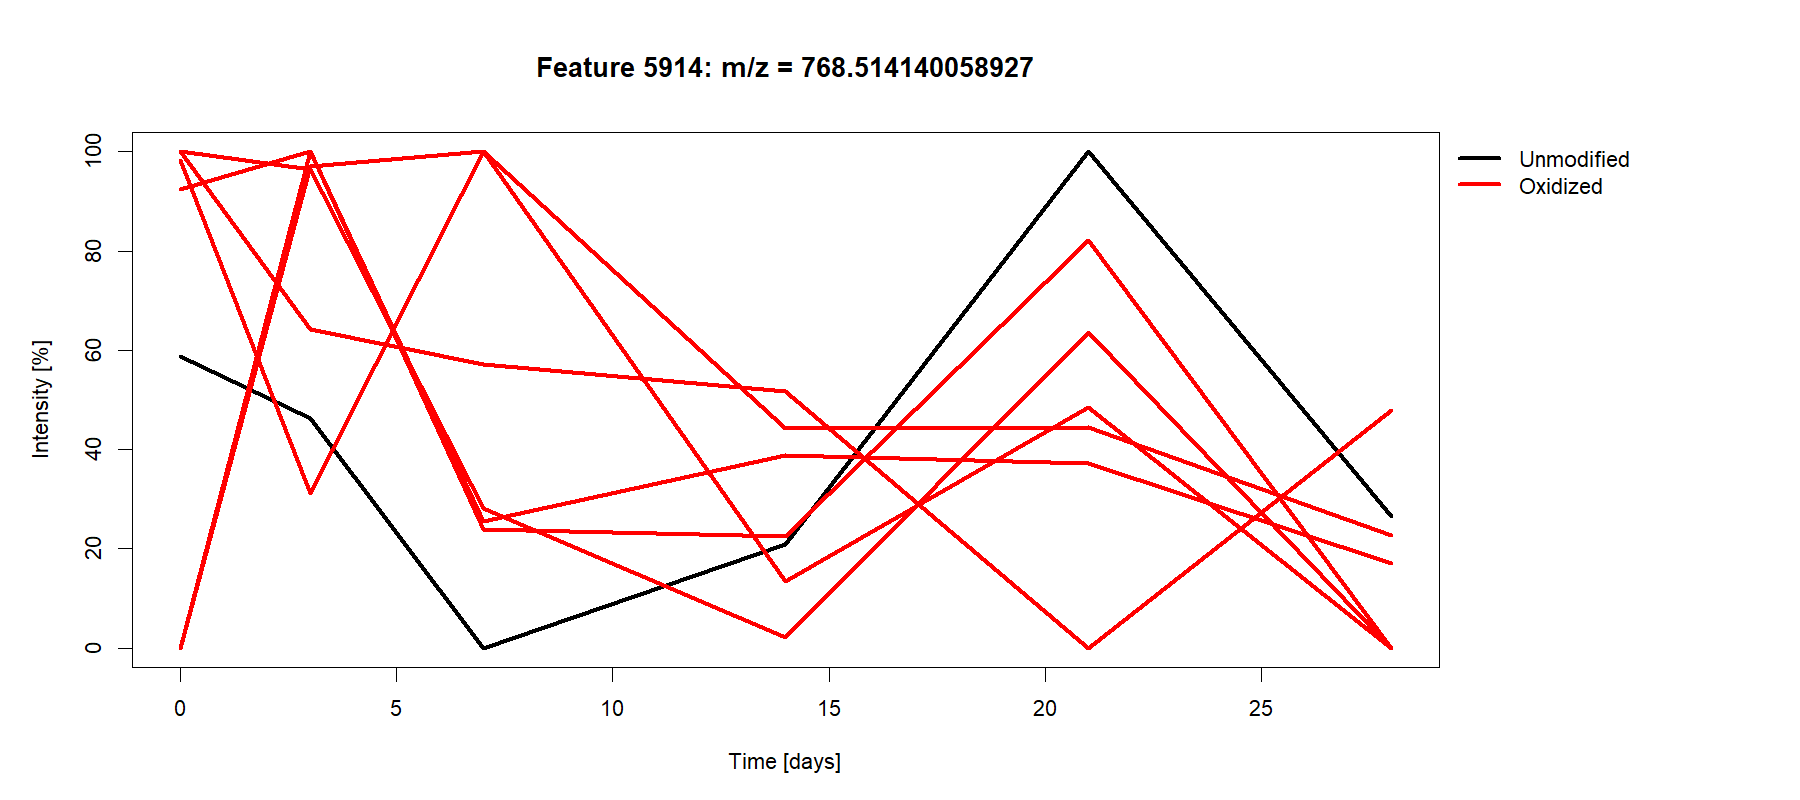 Feature 5914: m/z = 768.514140058927
Unmodified
Oxidized
100
80
60
40
20
0
Intensity [%]
0 5 10 15 20 25
Time [days]